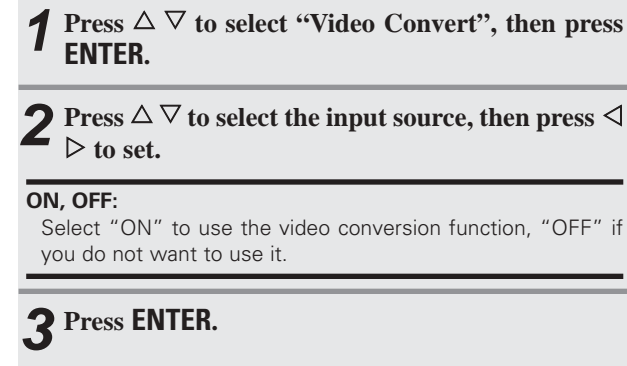 1 Press △ ▽ to select “Video Convert”, then press
ENTER.
2 Press △ ▽ to select the input source, then press ◁
▷ to set.
ON, OFF:
Select “ON” to use the video conversion function, “OFF” if
you do not want to use it.
3 Press ENTER.